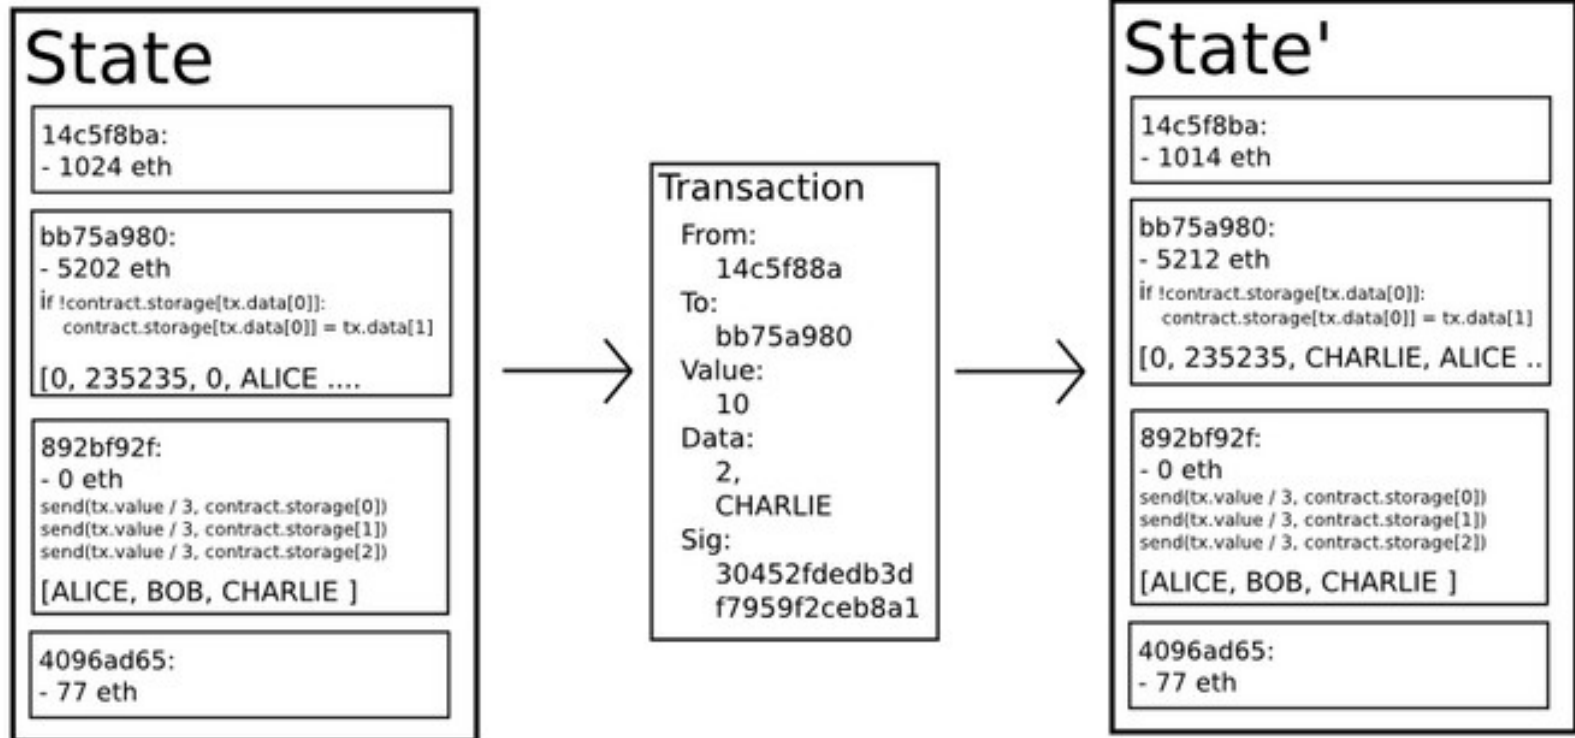 State
14c5f8ba:
- 1024 eth
bb75a980:
- 5202 eth
if !contract.storage[tx.data[0]]:
contract.storage[tx.data[0]] = tx.data[1]
[0, 235235, 0, ALICE ....
892bf92f:
- 0 eth
send(tx.value / 3, contract.storage[0])
send(tx.value / 3, contract.storage[1])
send(tx.value / 3, contract.storage[2])
[ALICE, BOB, CHARLIE ]
4096ad65:
- 77 eth
Transaction
From:
14c5f88a
To:
bb75a980
Value:
10
Data:
2,
CHARLIE
Sig:
30452fdedb3d
f7959f2ceb8a1
State'
14c5f8ba:
- 1014 eth
bb75a980:
- 5212 eth
if !contract.storage[tx.data[0]]:
contract.storage[tx.data[0]] = tx.data[1]
[0, 235235, CHARLIE, ALICE ..
892bf92f:
- 0 eth
send(tx.value / 3, contract.storage[0])
send(tx.value / 3, contract.storage[1])
send(tx.value / 3, contract.storage[2])
[ALICE, BOB, CHARLIE ]
4096ad65:
- 77 eth